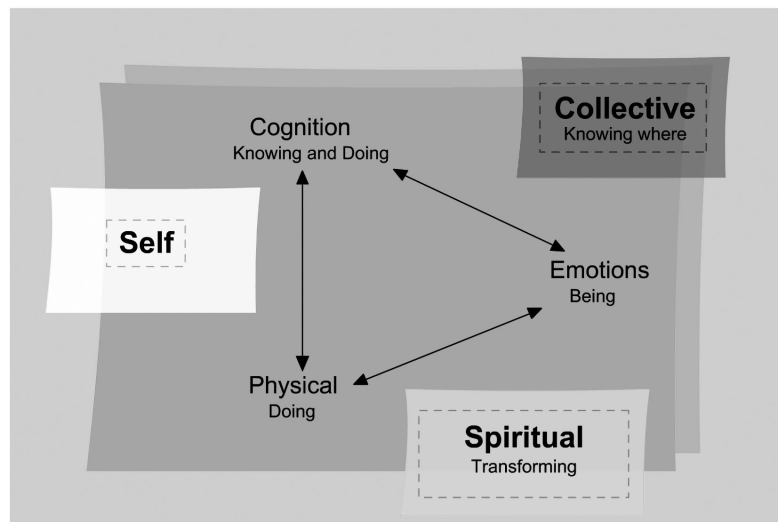 Collective
Knowing where
Cognition
Knowing and Doing
Self
Emotions
Being
Physical
Doing
Spiritual
Transforming